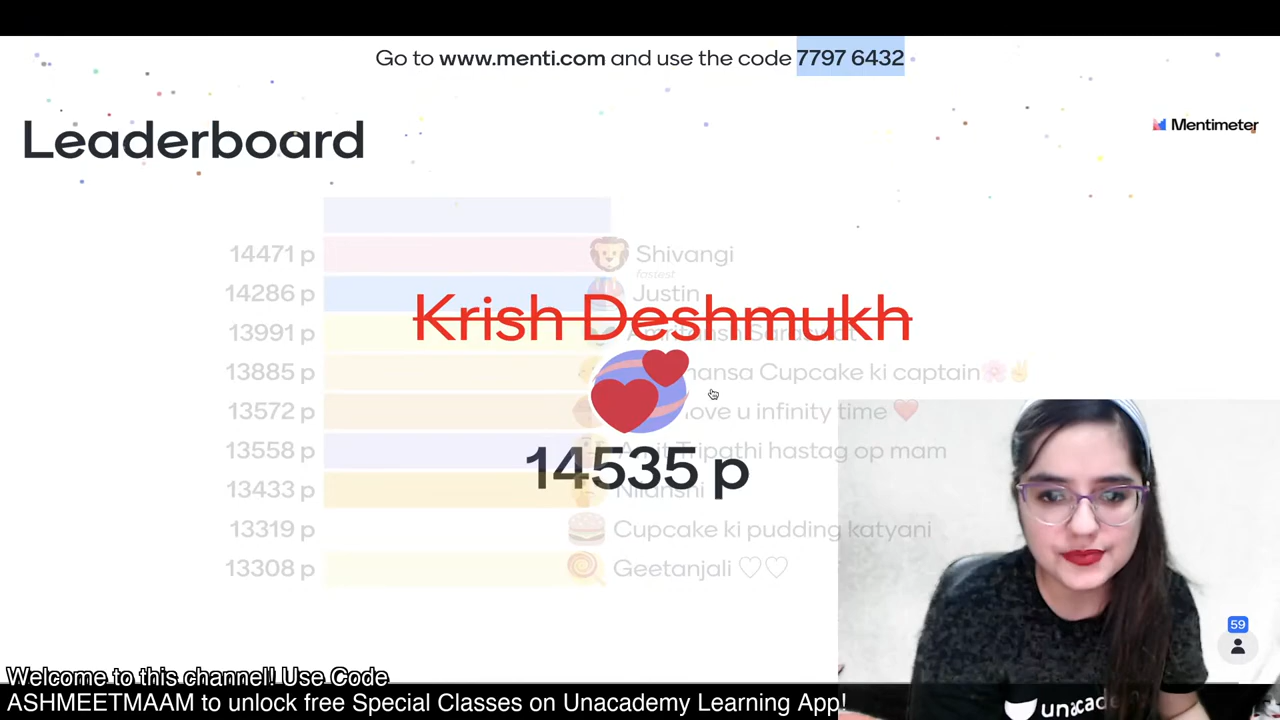 Go to www.menti.com and use the code 7797 6432
Leaderboard
Mentimeter
14471 p Shivangi
fastest
14286 p Justin
Krish Deshmukh
13991 p
13885 p Cupcake ki captain🌸✌
13572 p love u infinity time ❤
13558 p Tripathi hastag op mam
14535 p
13433 p Nilanshi
13319 p Cupcake ki pudding katyani
13308 p Geetanjali ♡♡
59
Welcome to this channel! Use Code
ASHMEETMAAM to unlock free Special Classes on Unacademy Learning App!